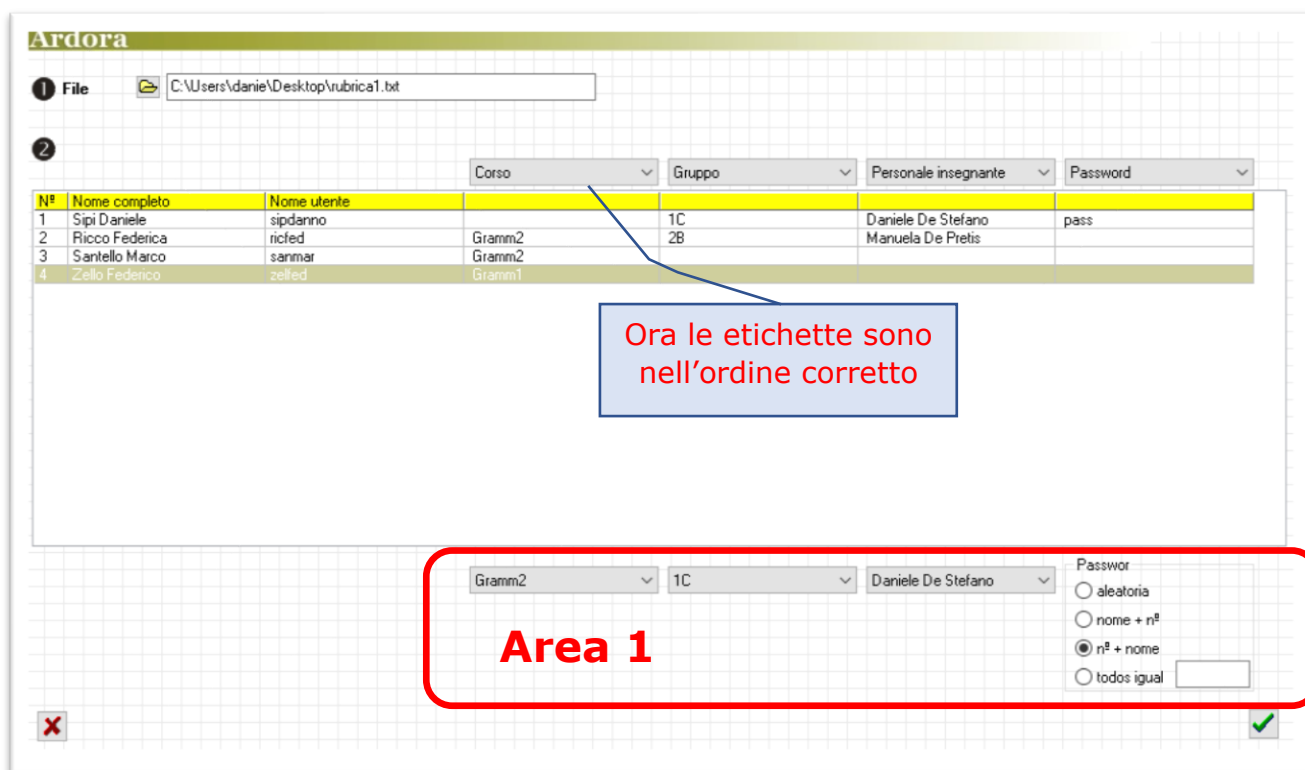 Ardora
1 File C:\Users\danie\Desktop\rubrica1.txt
2
Corso Gruppo Personale insegnante Password
Nº Nome completo Nome utente
1 Sipi Daniele sipdanno 1C Daniele De Stefano pass
2 Ricco Federica ricfed Gramm2 2B Manuela De Pretis
3 Santello Marco sanmar Gramm2
4 Zello Federico zelfed Gramm1
Ora le etichette sono
nell’ordine corretto
Gramm2 1C Daniele De Stefano
Passwor
aleatoria
nome + nº
nº + nome
todos igual
Area 1